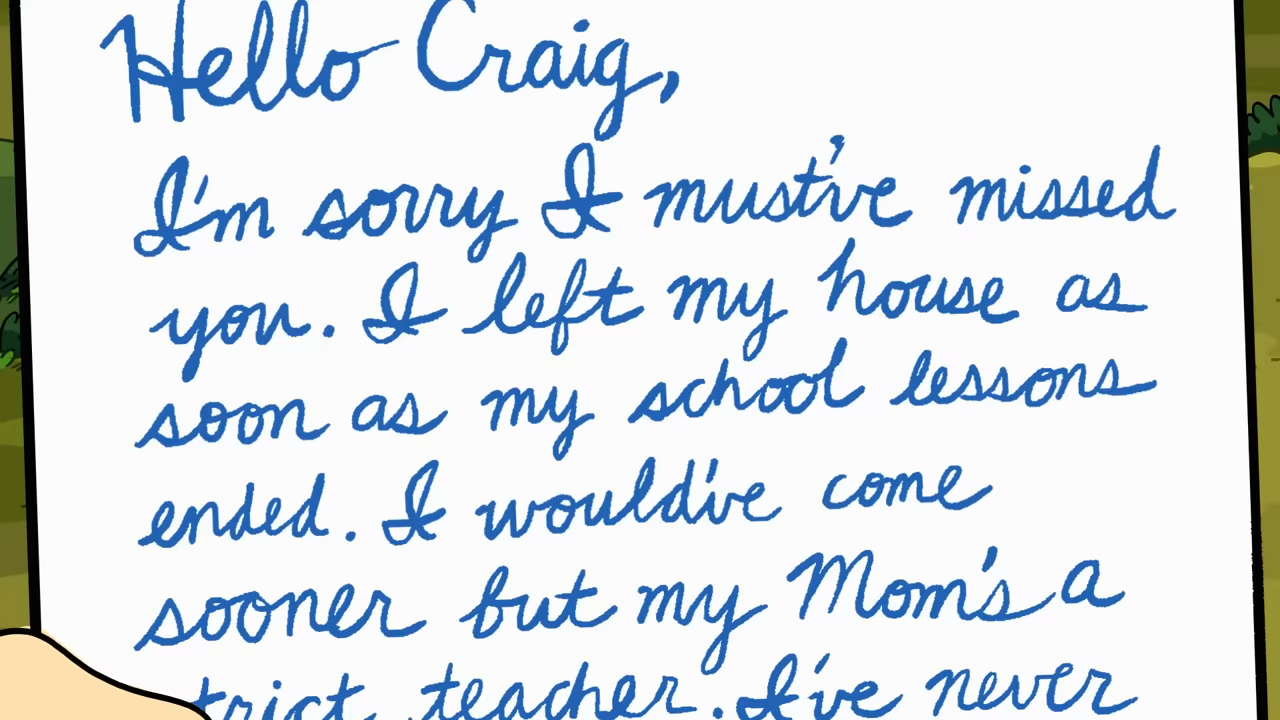 Hello Craig,
I'm sorry I must've missed
you. I left my house as
soon as my school lessons
ended. I would've come
sooner but my Mom's a
trict teacher. I've never